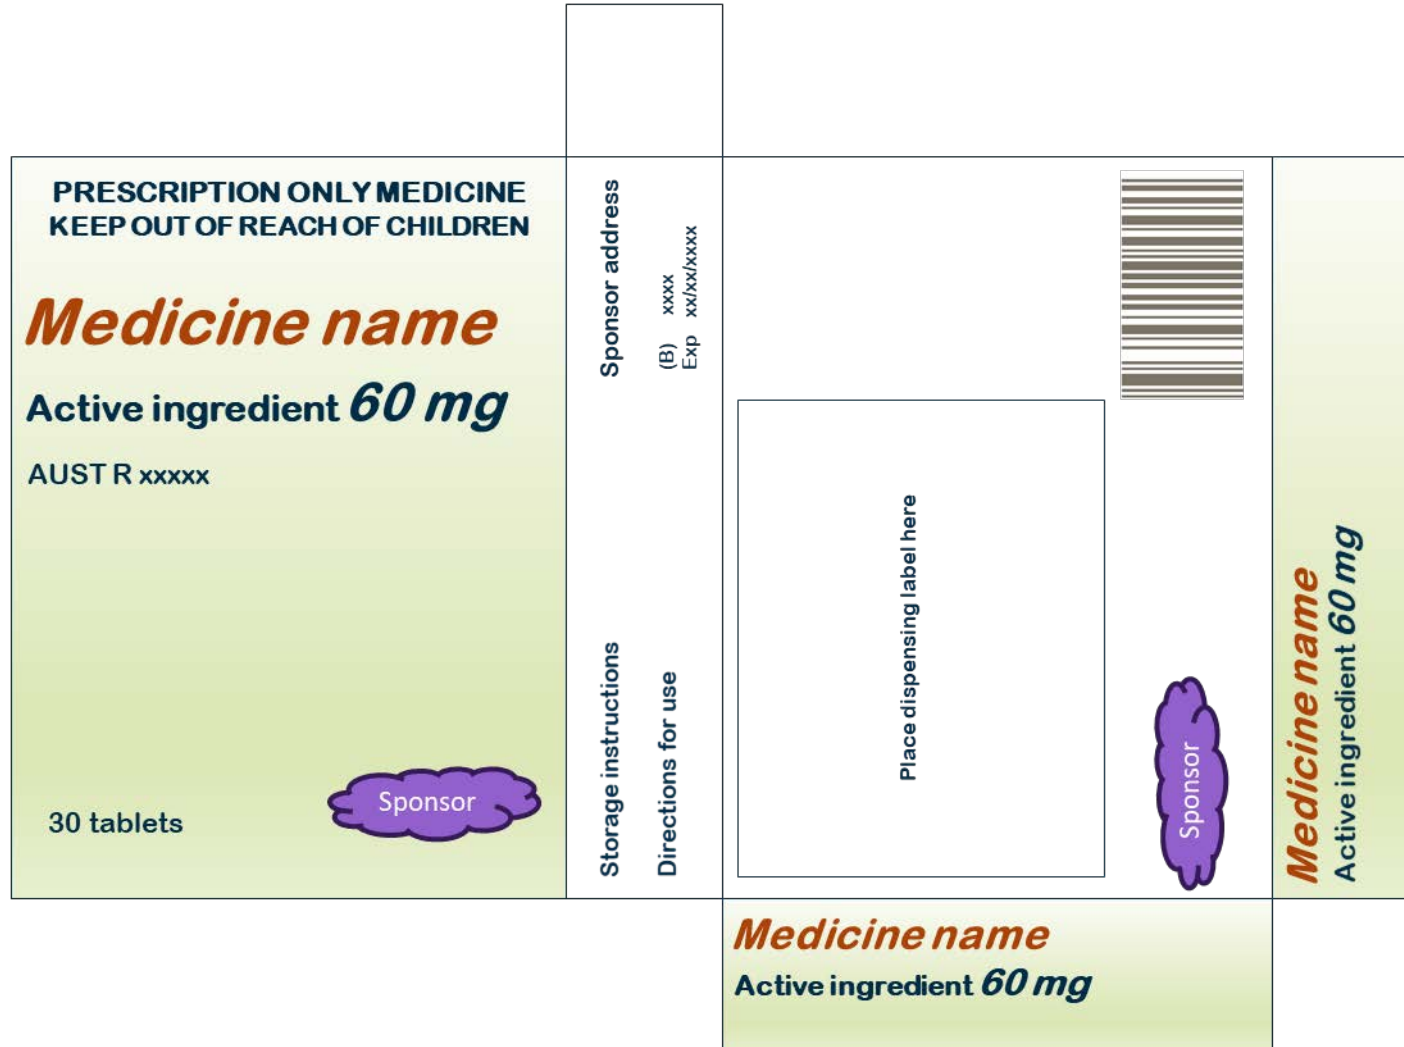 PRESCRIPTION ONLY MEDICINE
KEEP OUT OF REACH OF CHILDREN
Medicine name
Active ingredient 60 mg
AUST R xxxxx
30 tablets
Sponsor
Storage instructions
Sponsor address
Directions for use
(B) xxxx
Exp xx/xx/xxxx
Place dispensing label here
Sponsor
Medicine name
Active ingredient 60 mg
Medicine name
Active ingredient 60 mg